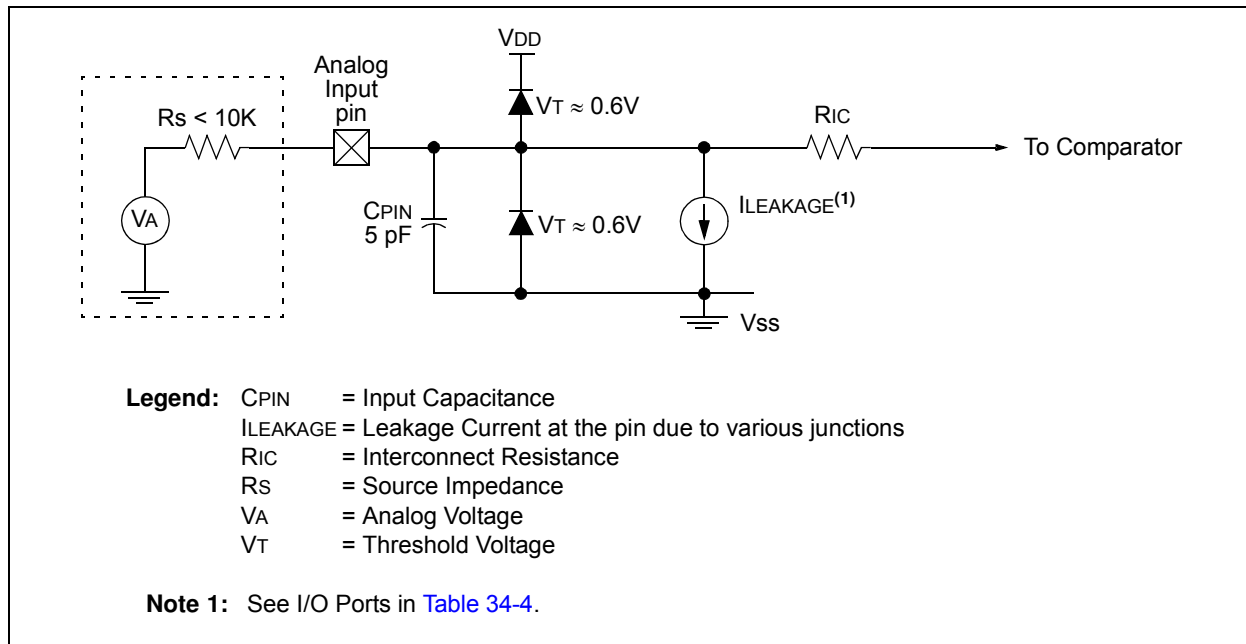 VDD
Analog
Input
pin
Rs < 10K
VT ≈ 0.6V
RIC
To Comparator
VA
CPIN
5 pF
VT ≈ 0.6V
ILEAKAGE(1)
Vss
Legend: CPIN = Input Capacitance
ILEAKAGE = Leakage Current at the pin due to various junctions
RIC = Interconnect Resistance
RS = Source Impedance
VA = Analog Voltage
VT = Threshold Voltage
Note 1: See I/O Ports in Table 34-4.